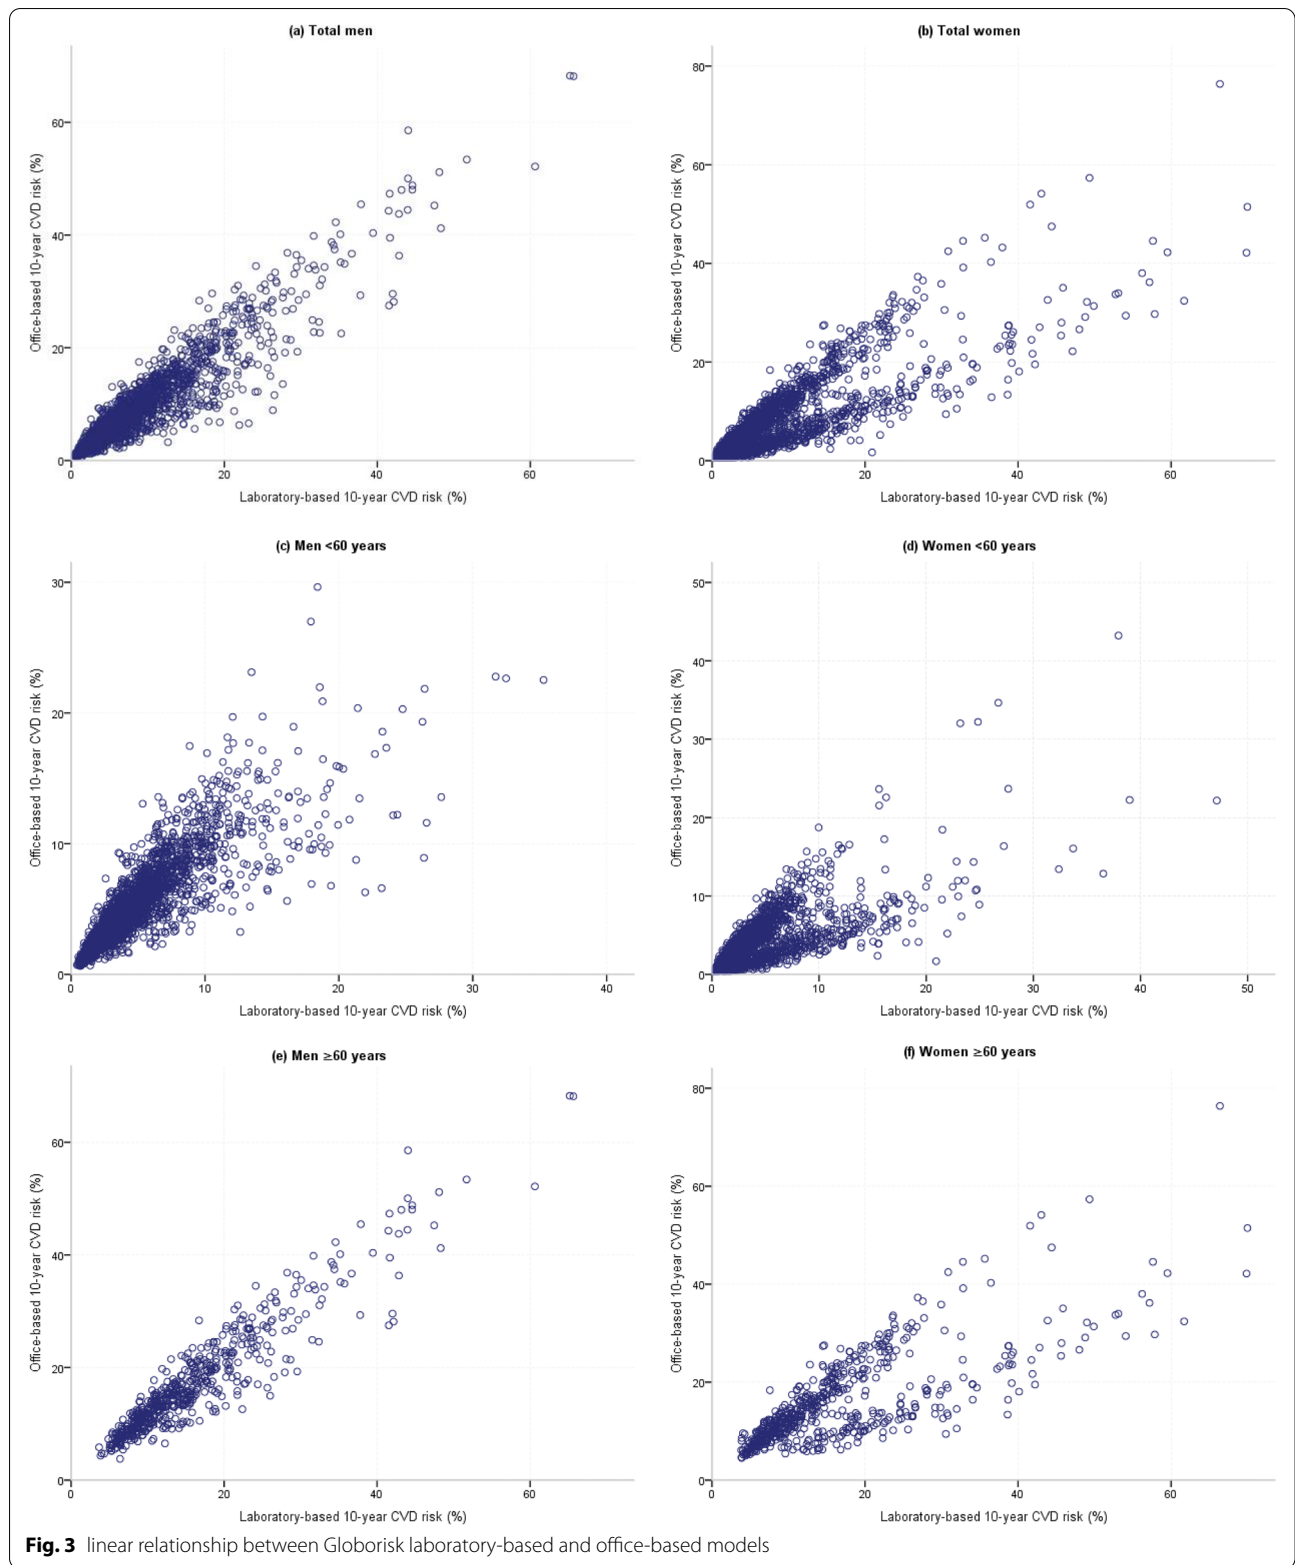 (a) Total men
60
40
20
0
0 20 40 60
Office-based 10-year CVD risk (%)
Laboratory-based 10-year CVD risk (%)
(b) Total women
80
60
40
20
0
0 20 40 60
Office-based 10-year CVD risk (%)
Laboratory-based 10-year CVD risk (%)
(c) Men <60 years
30
20
10
0
0 10 20 30 40
Office-based 10-year CVD risk (%)
Laboratory-based 10-year CVD risk (%)
(d) Women <60 years
50
40
30
20
10
0
0 10 20 30 40 50
Office-based 10-year CVD risk (%)
Laboratory-based 10-year CVD risk (%)
(e) Men ≥60 years
60
40
20
0
0 20 40 60
Office-based 10-year CVD risk (%)
Laboratory-based 10-year CVD risk (%)
(f) Women ≥60 years
80
60
40
20
0
0 20 40 60
Office-based 10-year CVD risk (%)
Laboratory-based 10-year CVD risk (%)
Fig. 3 linear relationship between Globorisk laboratory-based and office-based models